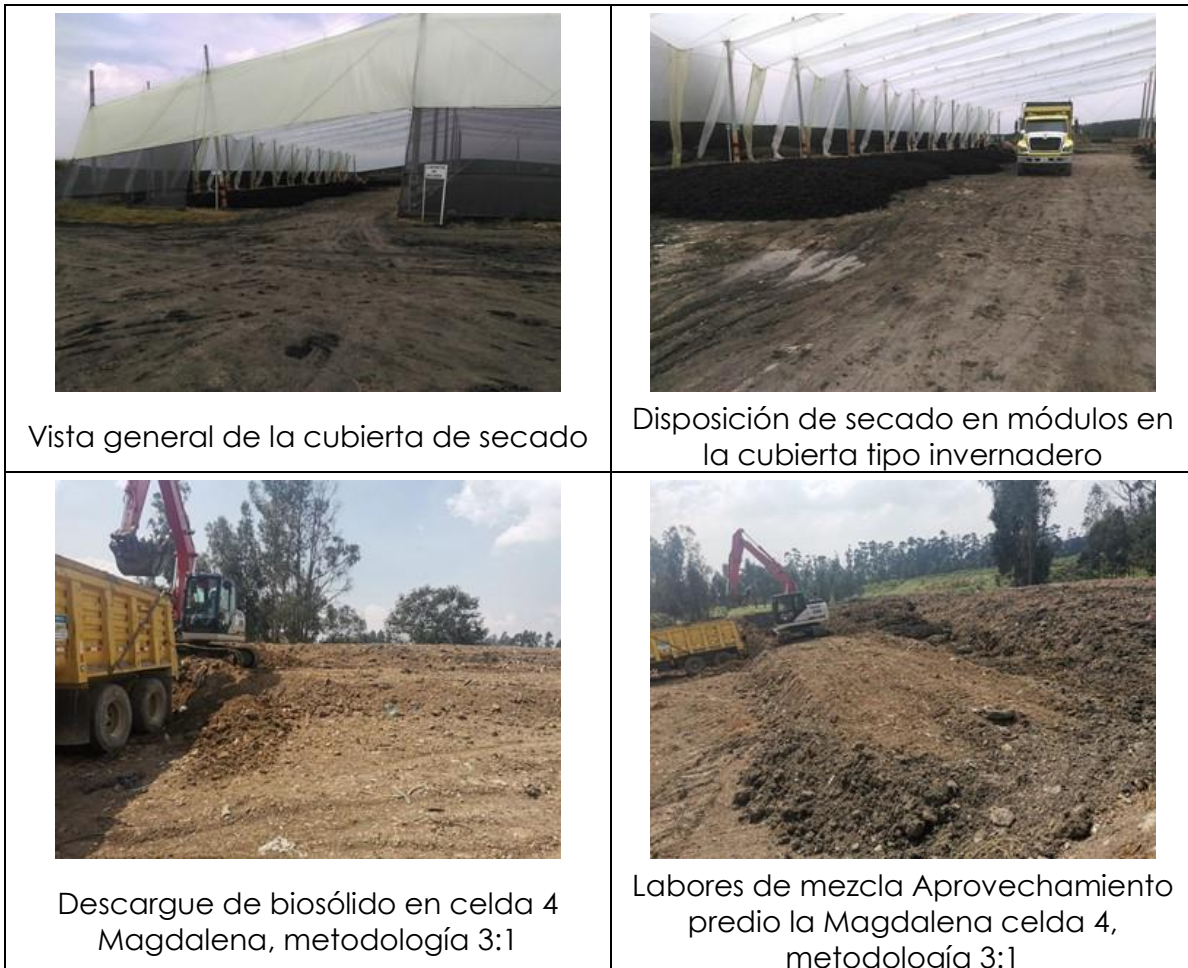 Vista general de la cubierta de secado
Disposición de secado en módulos en
la cubierta tipo invernadero
Descargue de biosólido en celda 4
Magdalena, metodología 3:1
Labores de mezcla Aprovechamiento
predio la Magdalena celda 4,
metodología 3:1